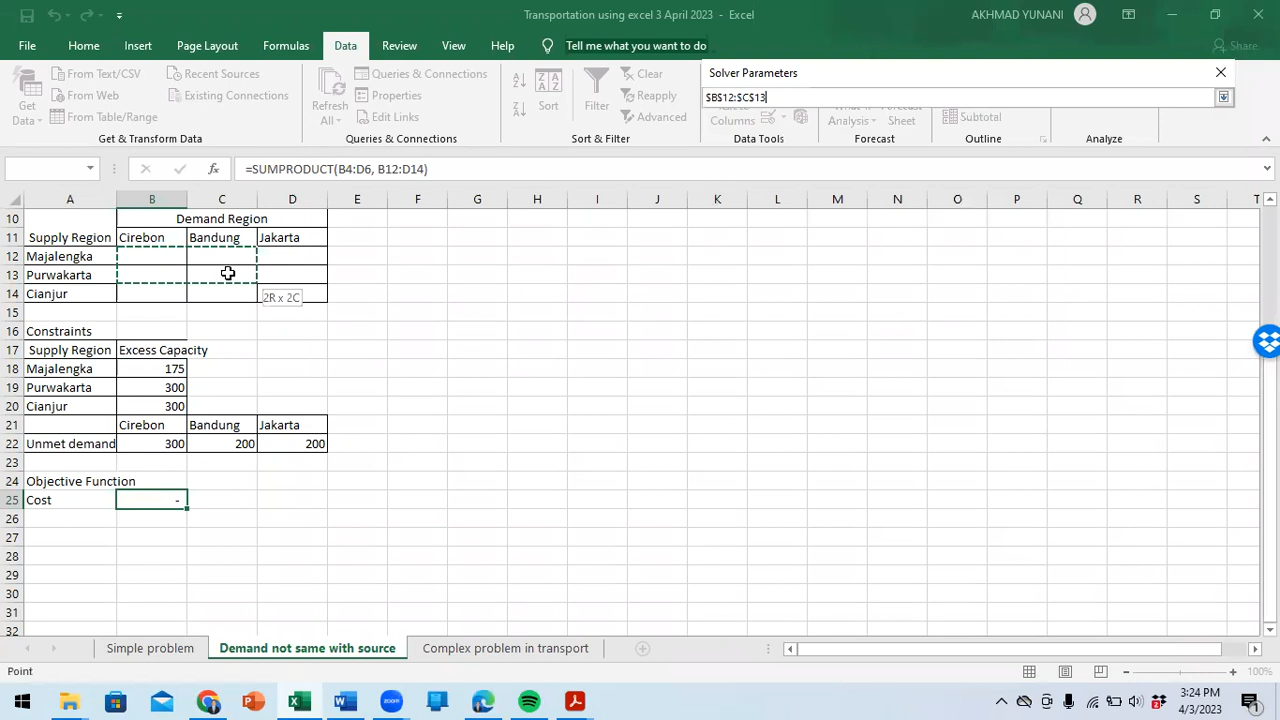 Transportation using excel 3 April 2023 - Excel
AKHMAD YUNANI
File
Home
Insert
Page Layout
Formulas
Data
Review
View
Help
Tell me what you want to do
Share
Get Data
From Text/CSV
From Web
From Table/Range
Recent Sources
Existing Connections
Get & Transform Data
Refresh All
Queries & Connections
Properties
Edit Links
Queries & Connections
Sort
Filter
Clear
Reapply
Advanced
Sort & Filter
Solver Parameters
$B$12:$C$13
Columns
Data Tools
Analysis
Sheet
Forecast
Subtotal
Outline
Analyze
=SUMPRODUCT(B4:D6, B12:D14)
A B C D E F G H I J K L M N O P Q R S T
10 Demand Region
11 Supply Region Cirebon Bandung Jakarta
12 Majalengka
13 Purwakarta
14 Cianjur
2R x 2C
15
16 Constraints
17 Supply Region Excess Capacity
18 Majalengka 175
19 Purwakarta 300
20 Cianjur 300
21 Cirebon Bandung Jakarta
22 Unmet demand 300 200 200
23
24 Objective Function
25 Cost -
26
27
28
29
30
31
32
Simple problem
Demand not same with source
Complex problem in transport
Point
100%
3:24 PM
4/3/2023